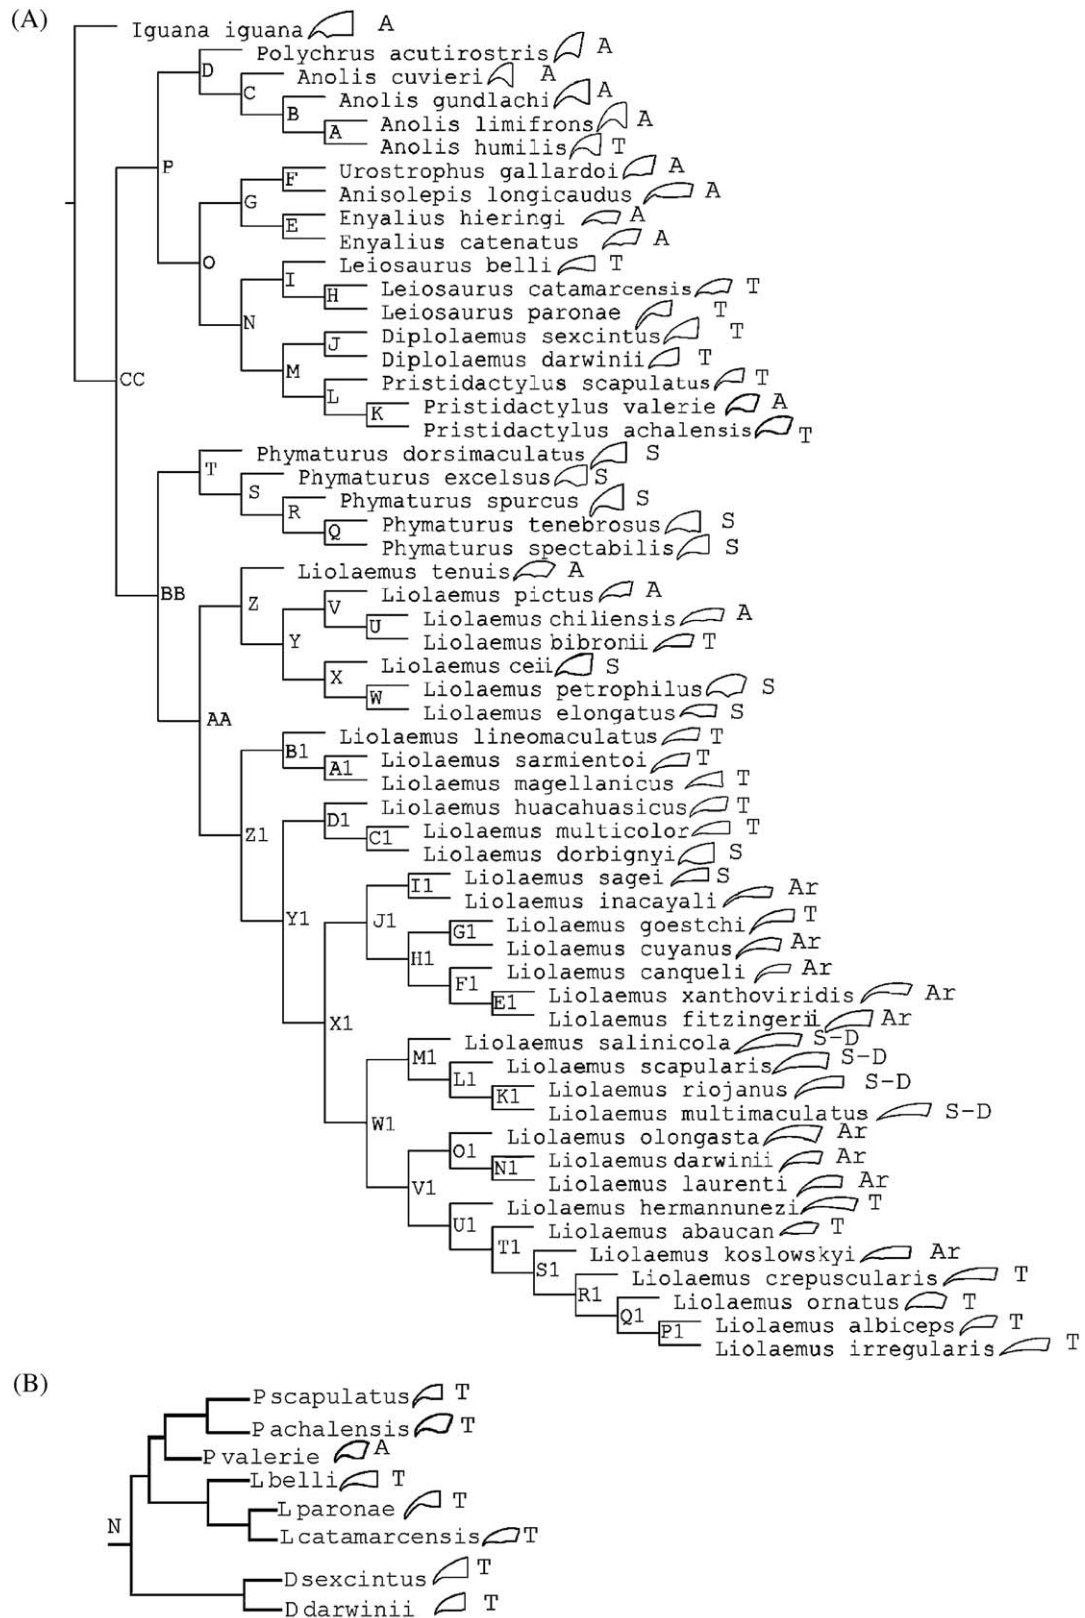 (A)
Iguana iguana A
Polychrus acutirostris A
D
Anolis cuvieri A
C
Anolis gundlachi A
B
Anolis limifrons A
A
Anolis humilis T
P
Urostrophus gallardoi A
F
Anisolepis longicaudus A
G
Enyalius hieringi A
E
Enyalius catenatus A
O
Leiosaurus belli T
I
Leiosaurus catamarcensis T
H
Leiosaurus paronae T
N
Diplolaemus sexcintus T
J
Diplolaemus darwinii T
M
Pristidactylus scapulatus T
CC
L
Pristidactylus valerie A
K
Pristidactylus achalensis T
Phymaturus dorsimaculatus S
T
Phymaturus excelsus S
S
Phymaturus spurcus S
R
Phymaturus tenebrosus S
Q
Phymaturus spectabilis S
Liolaemus tenuis A
BB
Liolaemus pictus A
Z
V
Liolaemus chiliensis A
U
Liolaemus bibronii T
Y
Liolaemus ceii S
X
Liolaemus petrophilus S
W
Liolaemus elongatus S
AA
Liolaemus lineomaculatus T
B1
Liolaemus sarmientoi T
A1
Liolaemus magellanicus T
Liolaemus huacahuasicus T
D1
Liolaemus multicolor T
Z1
C1
Liolaemus dorbignyi S
Liolaemus sagei S
I1
Liolaemus inacayali Ar
Y1
J1
Liolaemus goestchi T
G1
Liolaemus cuyanus Ar
H1
Liolaemus canqueli Ar
F1
Liolaemus xanthoviridis Ar
E1
Liolaemus fitzingerii Ar
X1
Liolaemus salinicola S-D
M1
Liolaemus scapularis S-D
L1
Liolaemus riojanus S-D
K1
Liolaemus multimaculatus S-D
W1
Liolaemus olongasta Ar
O1
Liolaemus darwinii Ar
N1
Liolaemus laurenti Ar
V1
Liolaemus hermannunezi T
U1
Liolaemus abaucan T
T1
Liolaemus koslowskyi Ar
S1
Liolaemus crepuscularis T
R1
Liolaemus ornatus T
Q1
Liolaemus albiceps T
P1
Liolaemus irregularis T
(B)
P scapulatus T
P achalensis T
P valerie A
L belli T
L paronae T
N
L catamarcensis T
D sexcintus T
D darwinii T